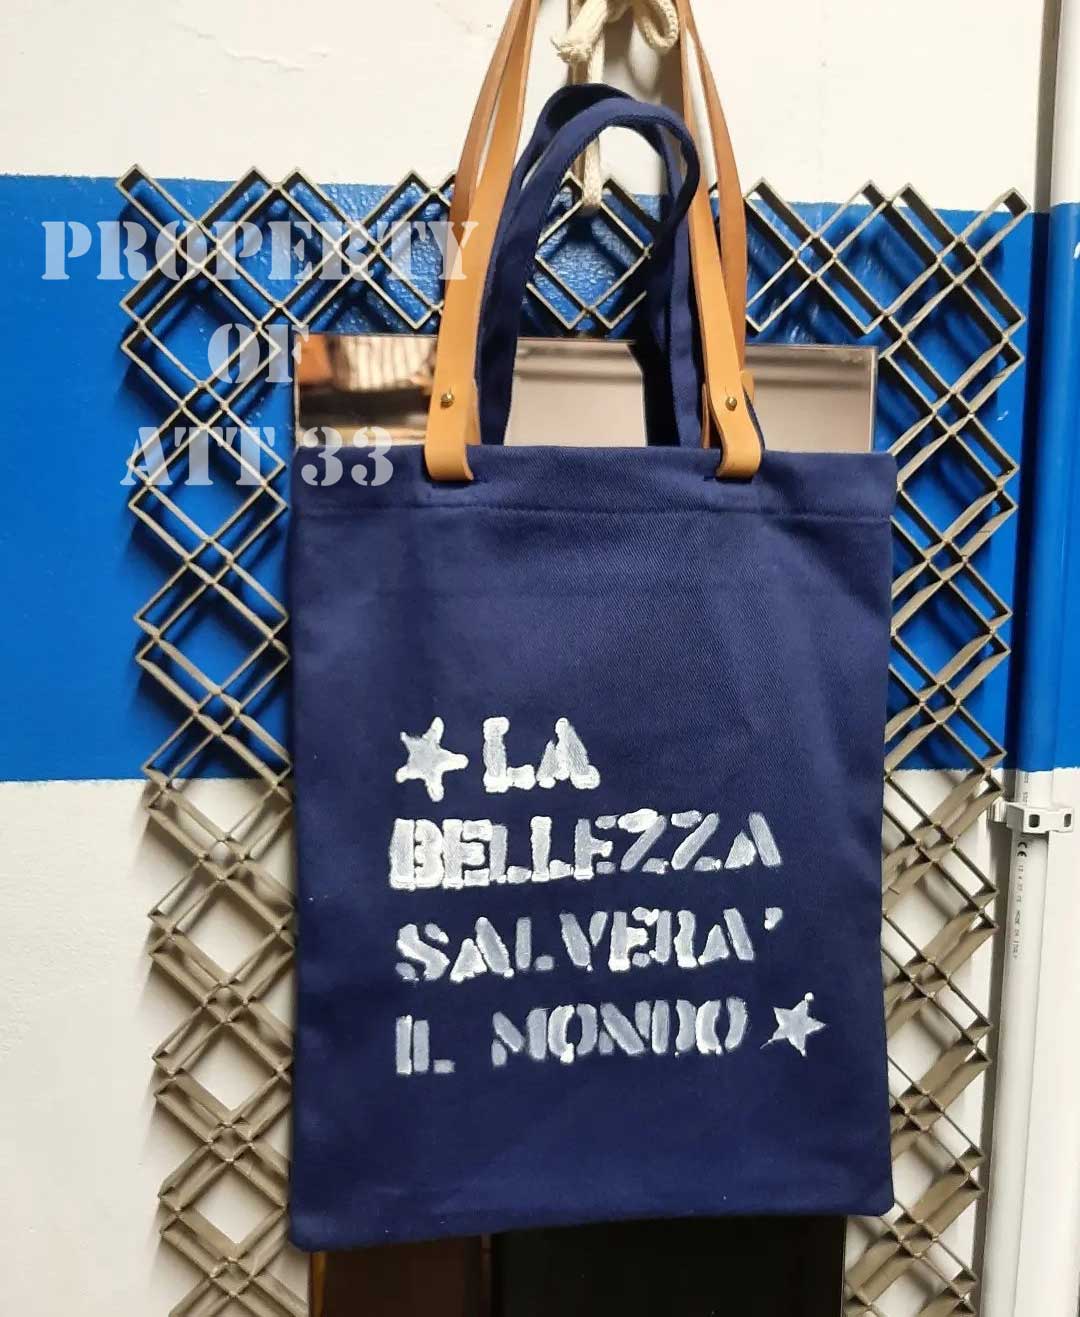 PROPERTY
OF
ATT 33
LA
BELLEZZA
SALVERA'
IL MONDO